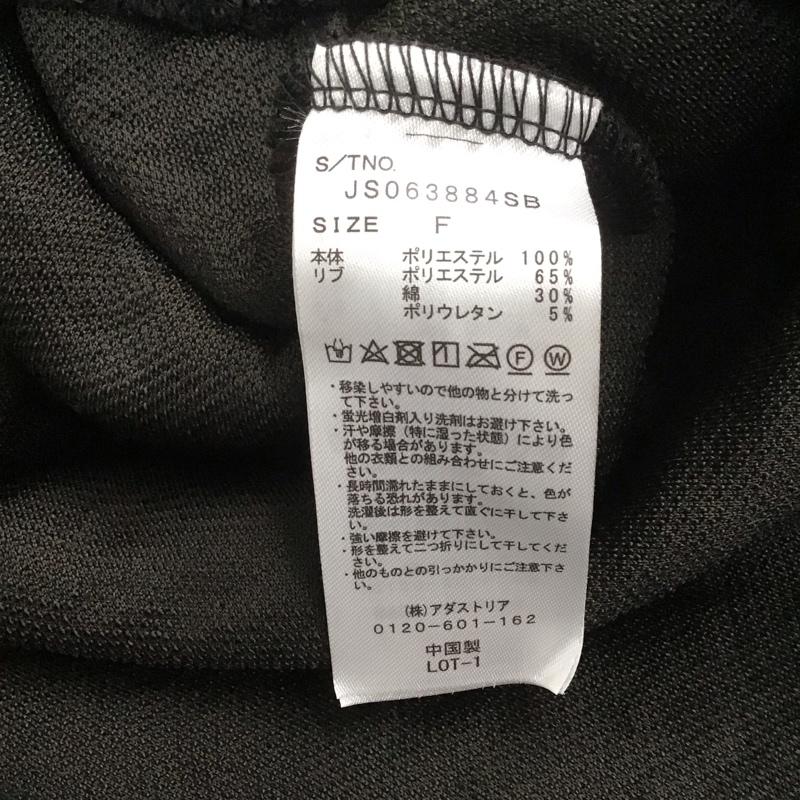 S/TNO.
JS063884SB
SIZE F
本体 ポリエステル 100%
リブ ポリエステル 65%
綿 30%
ポリウレタン 5%
・移染しやすいので他の物と分けて洗っ
て下さい。
・蛍光増白剤入り洗剤はお避け下さい。
・汗や摩擦（特に湿った状態）により色
が移る場合があります。
他の衣類との組み合わせにご注意くだ
さい。
・長時間濡れたままにしておくと、色が
落ちる恐れがあります。
洗濯後は形を整えて直ぐに干して下さ
い。
・強い摩擦を避けて下さい。
・形を整えて二つ折りにして干してくだ
さい。
・他のものとの引っかかりにご注意下さ
い。
(株)アダストリア
0120-601-162
中国製
LOT-1